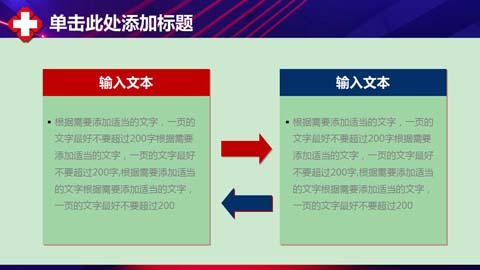 单击此处添加标题
输入文本
根据需要添加适当的文字，一页的
文字最好不要超过200字根据需要
添加适当的文字，一页的文字最好
不要超过200字,根据需要添加适当
的文字根据需要添加适当的文字，
一页的文字最好不要超过200
输入文本
根据需要添加适当的文字，一页的
文字最好不要超过200字根据需要
添加适当的文字，一页的文字最好
不要超过200字,根据需要添加适当
的文字根据需要添加适当的文字，
一页的文字最好不要超过200